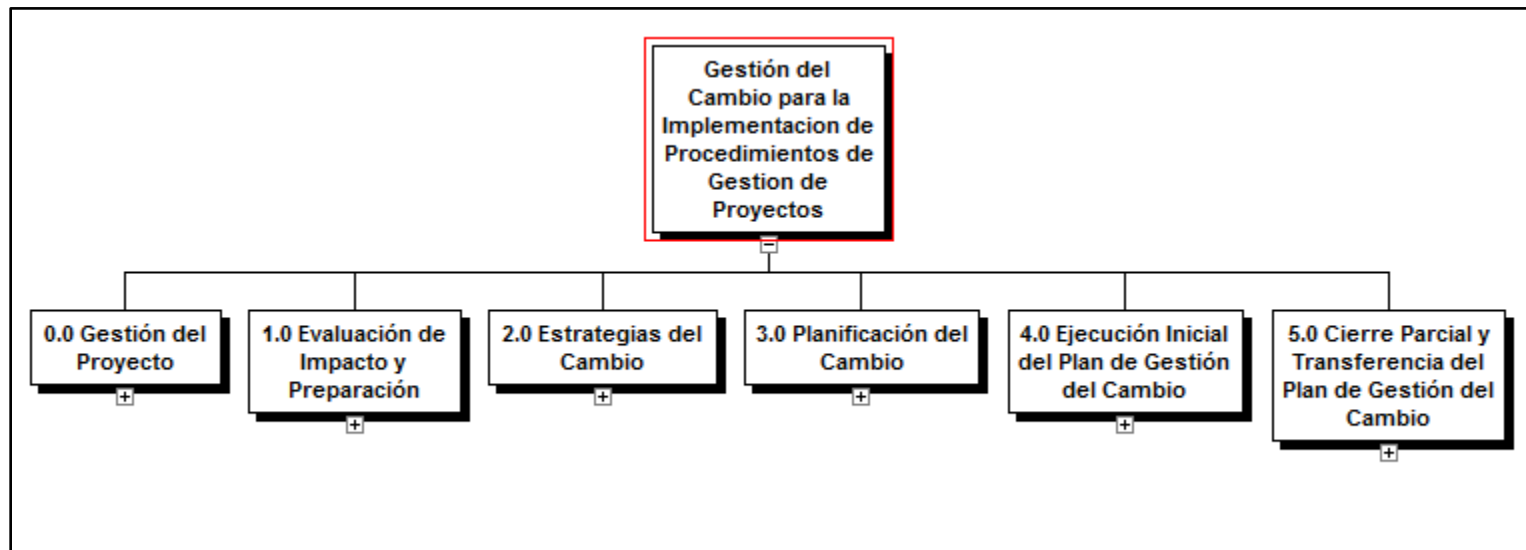 Gestión del
Cambio para la
Implementacion de
Procedimientos de
Gestion de
Proyectos
0.0 Gestión del
Proyecto
1.0 Evaluación de
Impacto y
Preparación
2.0 Estrategias del
Cambio
3.0 Planificación del
Cambio
4.0 Ejecución Inicial
del Plan de Gestión
del Cambio
5.0 Cierre Parcial y
Transferencia del
Plan de Gestión del
Cambio